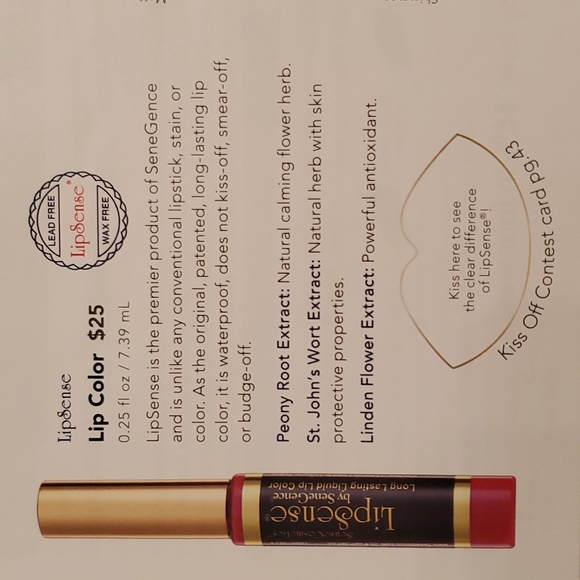 LipSense
LEAD FREE
LipSense®
WAX FREE
Lip Color $25
0.25 fl oz / 7.39 mL
LipSense is the premier product of SeneGence
and is unlike any conventional lipstick, stain, or
color. As the original, patented, long-lasting lip
color, it is waterproof, does not kiss-off, smear-off,
or budge-off.
Peony Root Extract: Natural calming flower herb.
St. John's Wort Extract: Natural herb with skin
protective properties.
Linden Flower Extract: Powerful antioxidant.
Kiss here to see
the clear difference
of LipSense®!
Kiss Off Contest card pg.43
LipSense®
by SeneGence
Long Lasting Liquid Lip Color